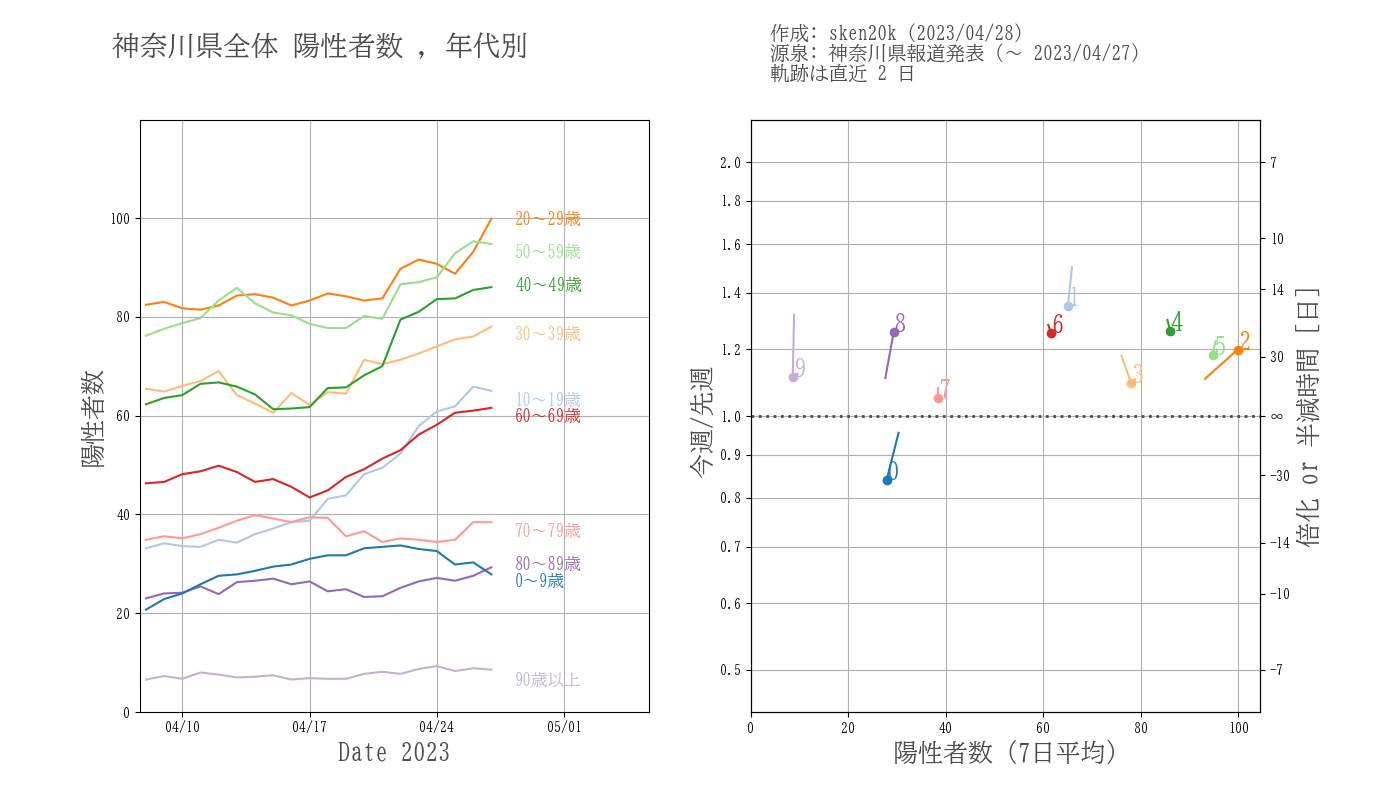 神奈川県全体 陽性者数 , 年代別
作成: sken20k (2023/04/28)
源泉: 神奈川県報道発表 (〜 2023/04/27)
軌跡は直近 2 日
陽性者数
100
80
60
40
20
0
20〜29歳
50〜59歳
40〜49歳
30〜39歳
10〜19歳
60〜69歳
70〜79歳
80〜89歳
0〜9歳
90歳以上
04/10 04/17 04/24 05/01
Date 2023
今週/先週
2.0
1.8
1.6
1.4
1.2
1.0
0.9
0.8
0.7
0.6
0.5
1
6
8
4
5
2
9
3
7
0
7
10
14
30
∞
-30
-14
-10
-7
倍化 or 半減時間 [日]
0 20 40 60 80 100
陽性者数 (7日平均)